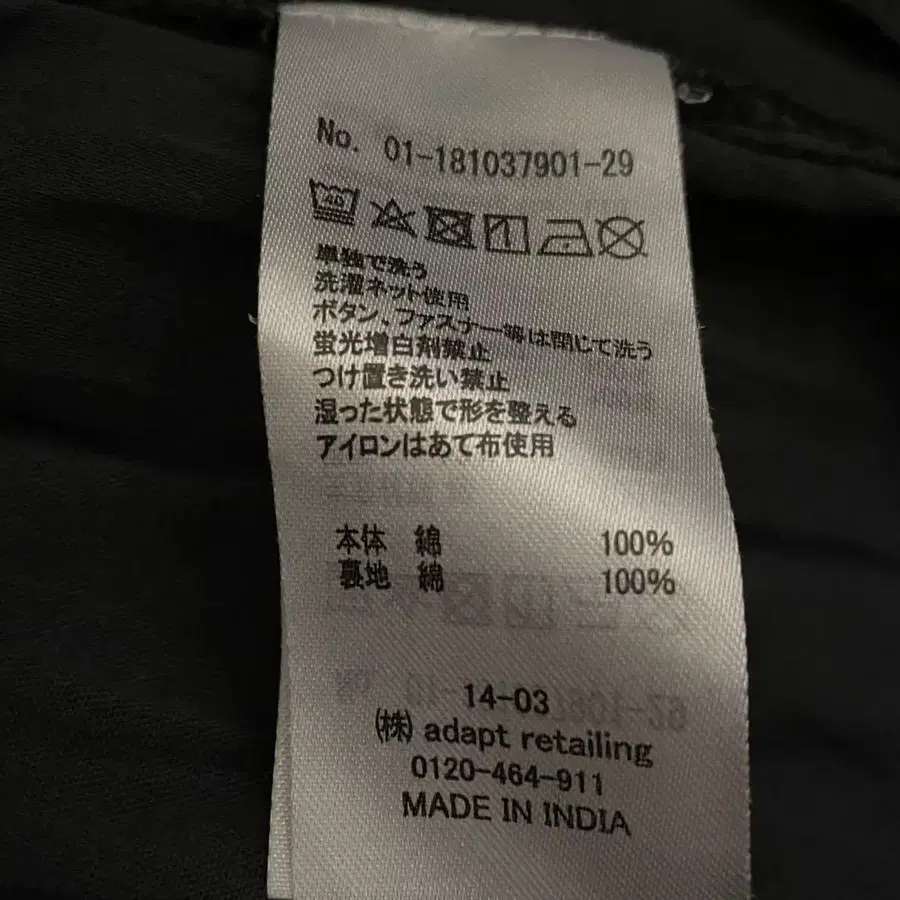 No. 01-181037901-29
40
単独で洗う
洗濯ネット使用
ボタン、ファスナー等は閉じて洗う
蛍光増白剤禁止
つけ置き洗い禁止
湿った状態で形を整える
アイロンはあて布使用
本体 綿 100%
裏地 綿 100%
14-03
㈱ adapt retailing
0120-464-911
MADE IN INDIA